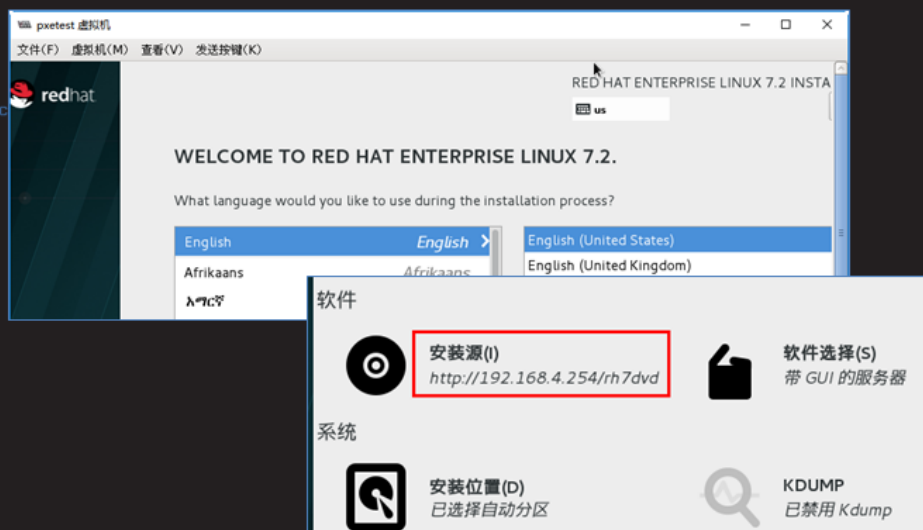 pxetest 虚拟机
文件(F) 虚拟机(M) 查看(V) 发送按键(K)
redhat
RED HAT ENTERPRISE LINUX 7.2 INSTA
us
WELCOME TO RED HAT ENTERPRISE LINUX 7.2.
What language would you like to use during the installation process?
English English
English (United States)
Afrikaans Afrikaans
English (United Kingdom)
አማርኛ
软件
安装源(I)
http://192.168.4.254/rh7dvd
软件选择(S)
带 GUI 的服务器
系统
安装位置(D)
已选择自动分区
KDUMP
已禁用 Kdump